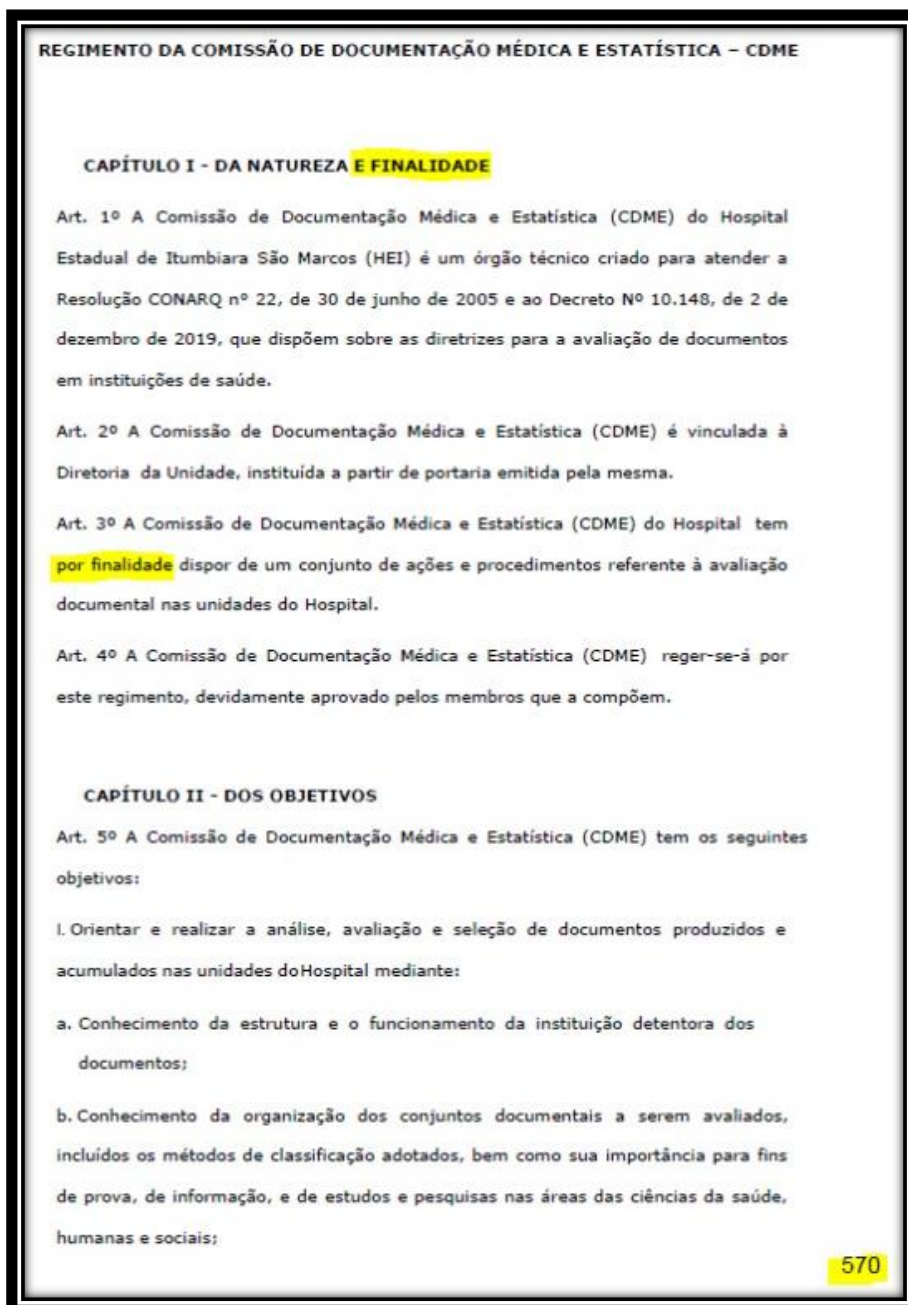 REGIMENTO DA COMISSÃO DE DOCUMENTAÇÃO MÉDICA E ESTATÍSTICA – CDME
CAPÍTULO I - DA NATUREZA E FINALIDADE
Art. 1º A Comissão de Documentação Médica e Estatística (CDME) do Hospital
Estadual de Itumbiara São Marcos (HEI) é um órgão técnico criado para atender a
Resolução CONARQ nº 22, de 30 de junho de 2005 e ao Decreto Nº 10.148, de 2 de
dezembro de 2019, que dispõem sobre as diretrizes para a avaliação de documentos
em instituições de saúde.
Art. 2º A Comissão de Documentação Médica e Estatística (CDME) é vinculada à
Diretoria da Unidade, instituída a partir de portaria emitida pela mesma.
Art. 3º A Comissão de Documentação Médica e Estatística (CDME) do Hospital tem
por finalidade dispor de um conjunto de ações e procedimentos referente à avaliação
documental nas unidades do Hospital.
Art. 4º A Comissão de Documentação Médica e Estatística (CDME) reger-se-á por
este regimento, devidamente aprovado pelos membros que a compõem.
CAPÍTULO II - DOS OBJETIVOS
Art. 5º A Comissão de Documentação Médica e Estatística (CDME) tem os seguintes
objetivos:
I. Orientar e realizar a análise, avaliação e seleção de documentos produzidos e
acumulados nas unidades do Hospital mediante:
a. Conhecimento da estrutura e o funcionamento da instituição detentora dos
documentos;
b. Conhecimento da organização dos conjuntos documentais a serem avaliados,
incluídos os métodos de classificação adotados, bem como sua importância para fins
de prova, de informação, e de estudos e pesquisas nas áreas das ciências da saúde,
humanas e sociais;
570